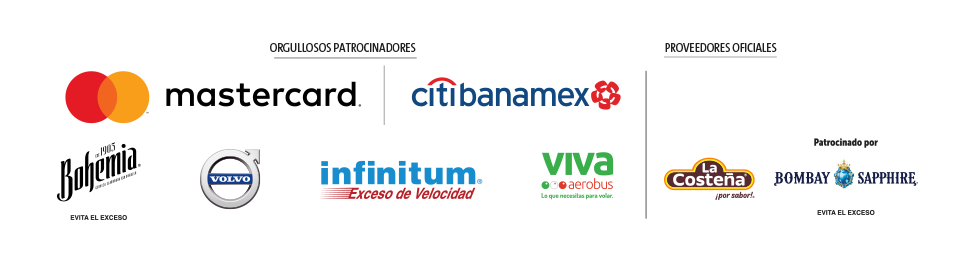 ORGULLOSOS PATROCINADORES
PROVEEDORES OFICIALES
mastercard.
citibanamex
EST. 1905
Bohemia
EVITA EL EXCESO
VOLVO
infinitum®
Exceso de Velocidad
VIVA
aerobus
Lo que necesitas para volar.
La
Costeña®
¡por sabor!®
Patrocinado por
BOMBAY SAPPHIRE
EVITA EL EXCESO